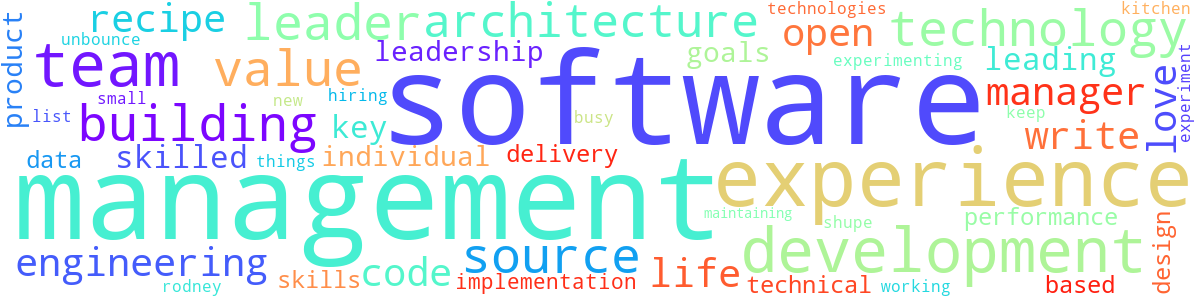 recipe
leader
architecture
technologies
kitchen
open
technology
product
unbounce
team
value
leadership
software
goals
experimenting
leading
love
experiment
small
new
hiring
busy
manager
keep
list
building
key
write
data
skilled
things
individual
delivery
management
experience
maintaining
shupe
performance
engineering
source
development
design
skills
code
implementation
life
technical
rodney
working
based